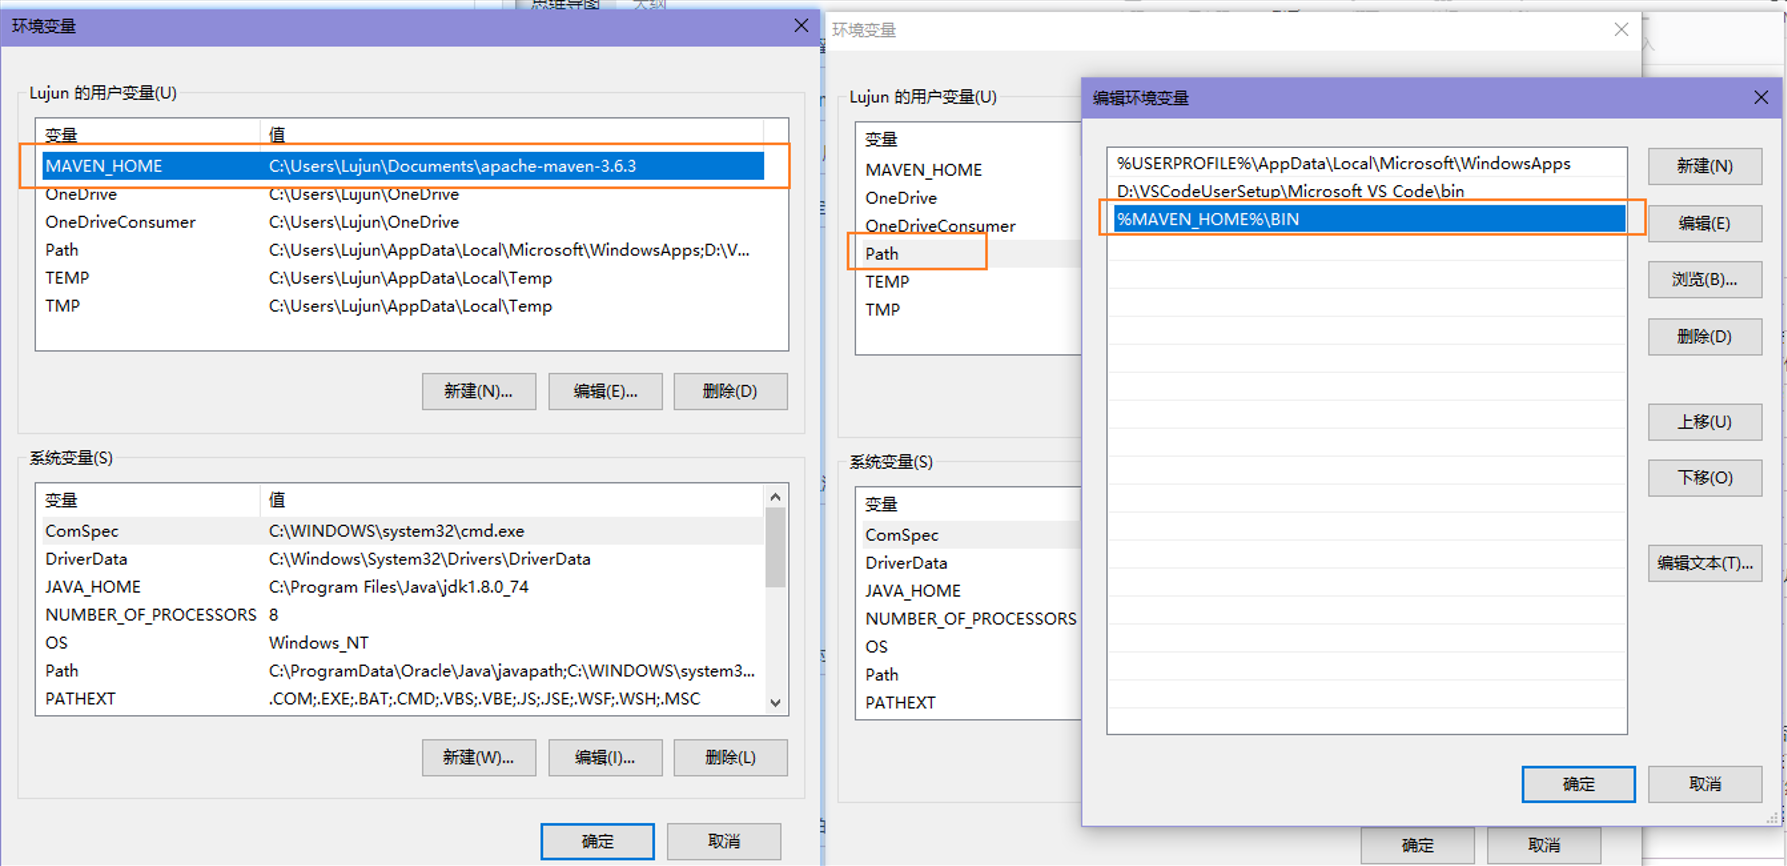 思维导图 大纲
环境变量
Lujun 的用户变量(U)
变量 值
MAVEN_HOME C:\Users\Lujun\Documents\apache-maven-3.6.3
OneDrive C:\Users\Lujun\OneDrive
OneDriveConsumer C:\Users\Lujun\OneDrive
Path C:\Users\Lujun\AppData\Local\Microsoft\WindowsApps;D:\V...
TEMP C:\Users\Lujun\AppData\Local\Temp
TMP C:\Users\Lujun\AppData\Local\Temp
新建(N)... 编辑(E)... 删除(D)
系统变量(S)
变量 值
ComSpec C:\WINDOWS\system32\cmd.exe
DriverData C:\Windows\System32\Drivers\DriverData
JAVA_HOME C:\Program Files\Java\jdk1.8.0_74
NUMBER_OF_PROCESSORS 8
OS Windows_NT
Path C:\ProgramData\Oracle\Java\javapath;C:\WINDOWS\system3...
PATHEXT .COM;.EXE;.BAT;.CMD;.VBS;.VBE;.JS;.JSE;.WSF;.WSH;.MSC
新建(W)... 编辑(I)... 删除(L)
确定 取消
环境变量
Lujun 的用户变量(U)
变量
MAVEN_HOME
OneDrive
OneDriveConsumer
Path
TEMP
TMP
系统变量(S)
变量
ComSpec
DriverData
JAVA_HOME
NUMBER_OF_PROCESSORS
OS
Path
PATHEXT
确定 取消
编辑环境变量
%USERPROFILE%\AppData\Local\Microsoft\WindowsApps
D:\VSCodeUserSetup\Microsoft VS Code\bin
%MAVEN_HOME%\BIN
新建(N)
编辑(E)
浏览(B)...
删除(D)
上移(U)
下移(O)
编辑文本(T)...
确定 取消